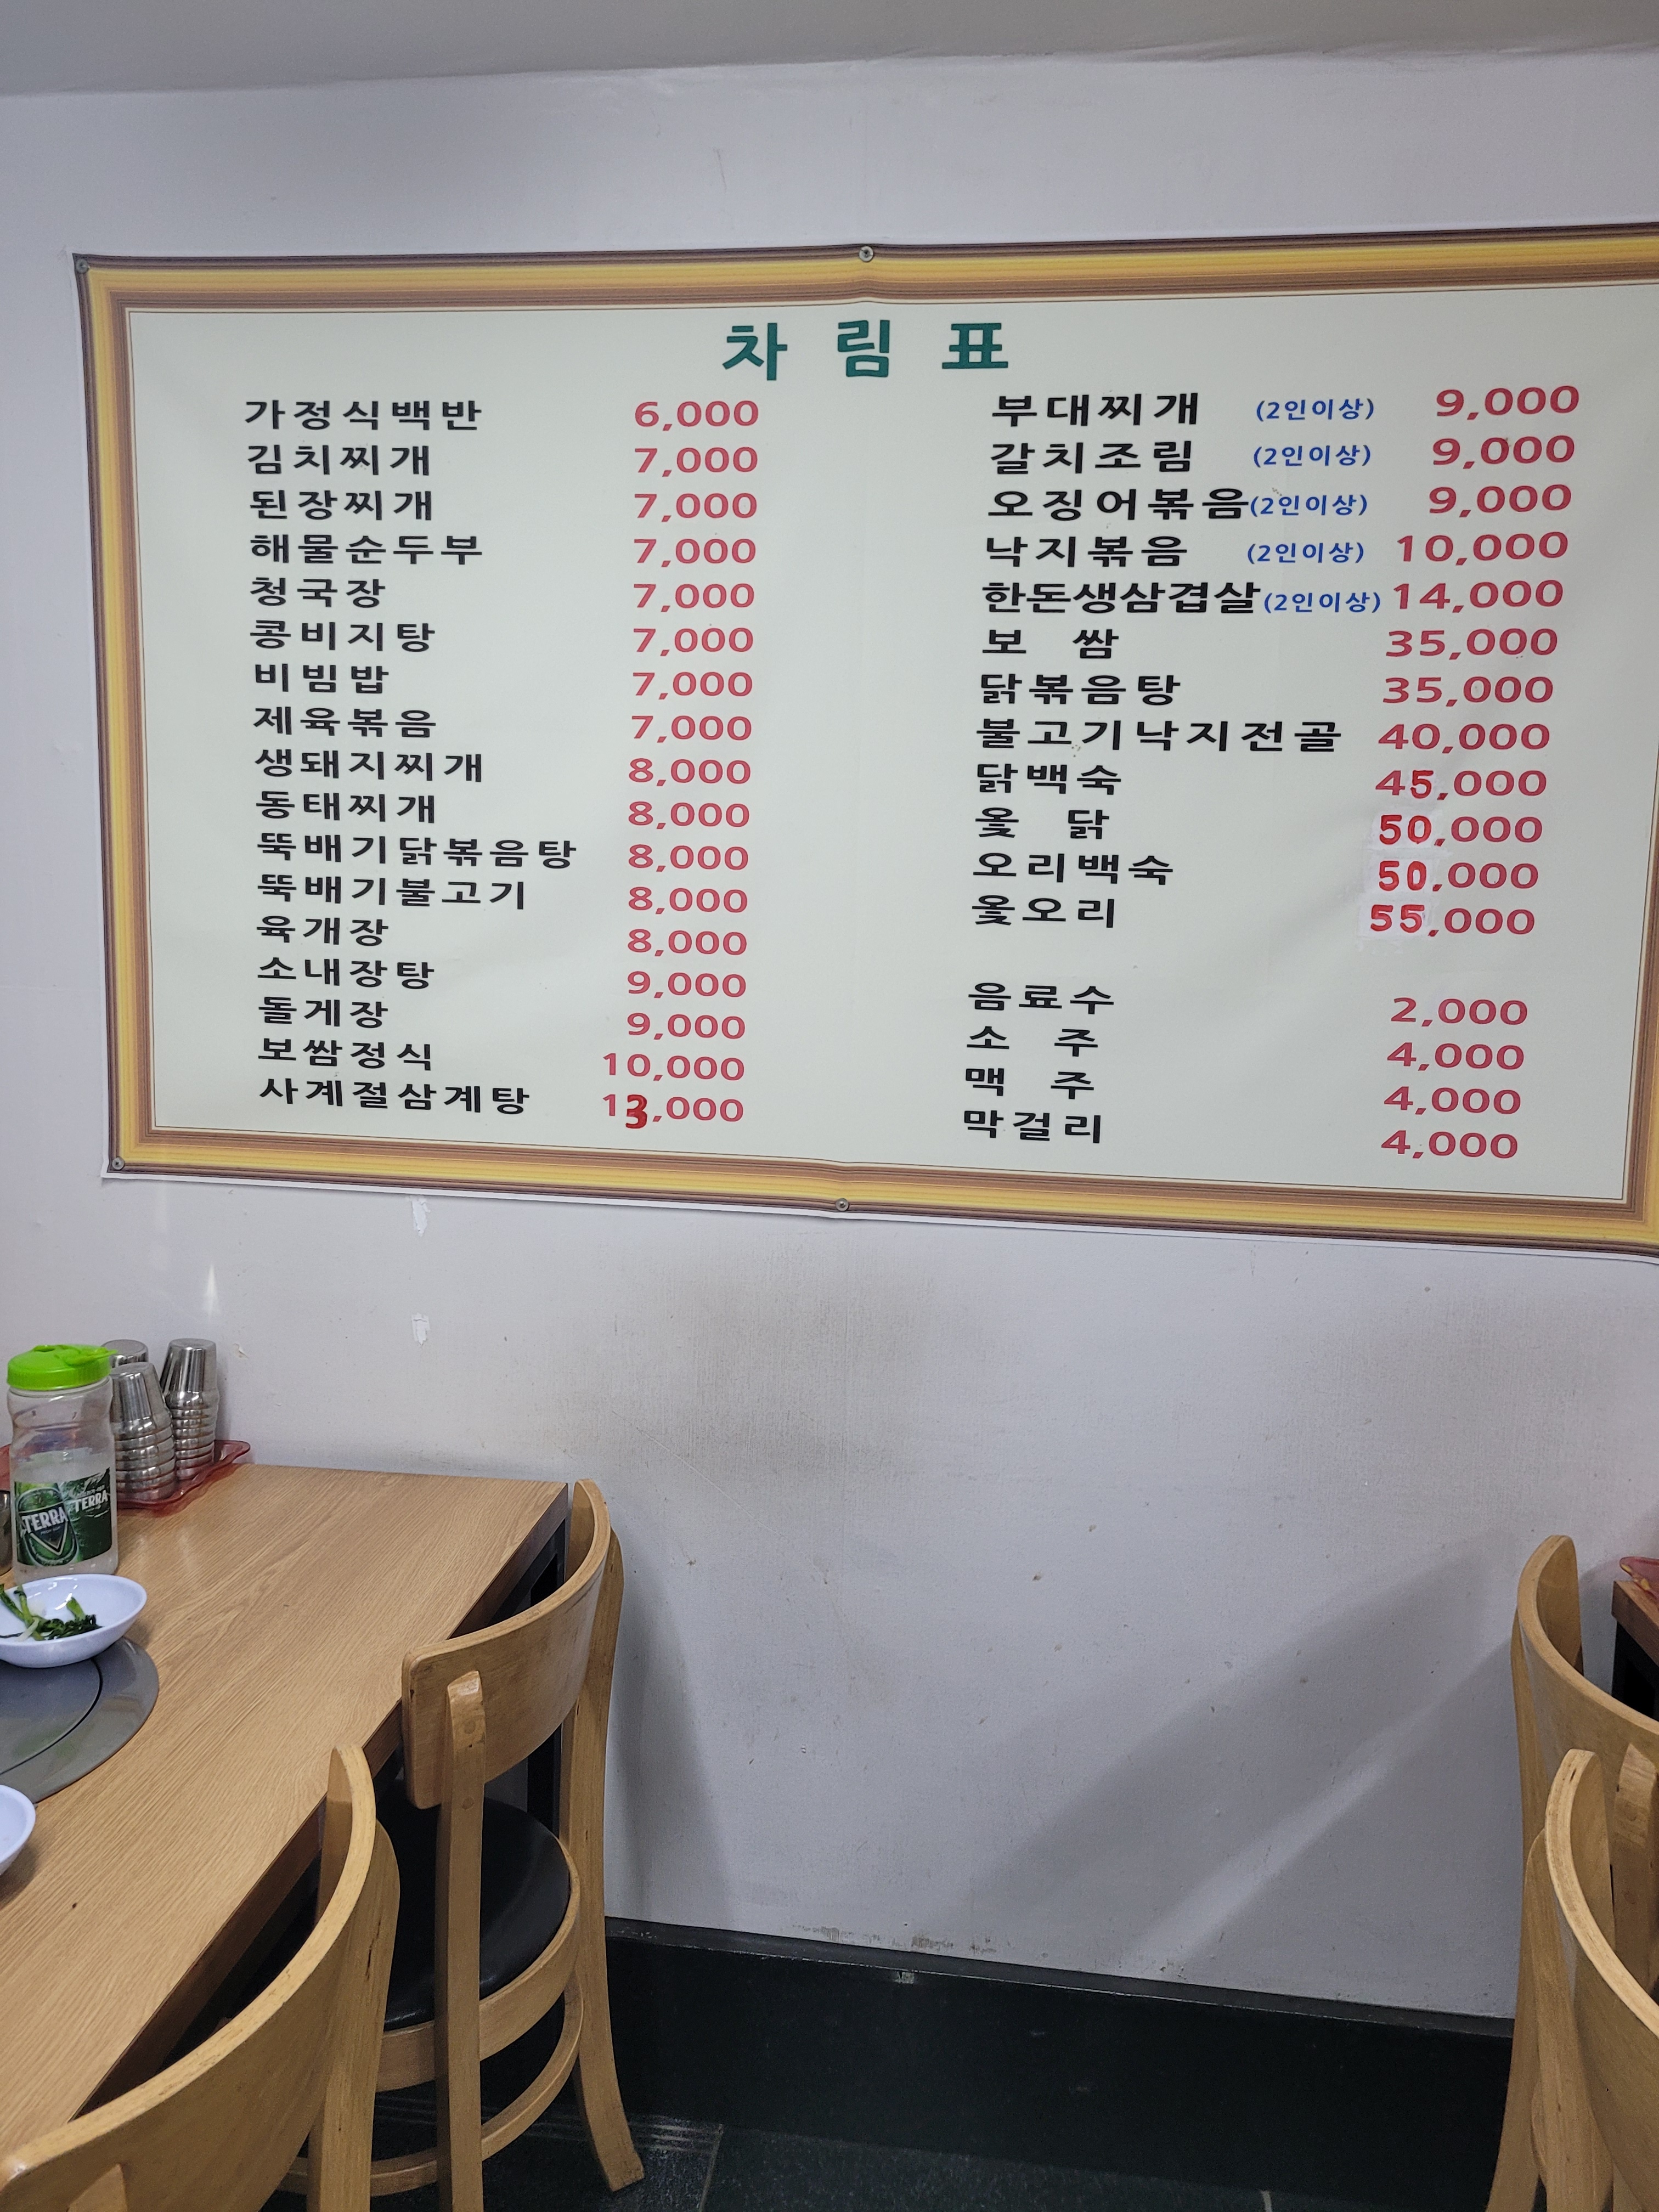 차림표
가정식백반 6,000
김치찌개 7,000
된장찌개 7,000
해물순두부 7,000
청국장 7,000
콩비지탕 7,000
비빔밥 7,000
제육볶음 7,000
생돼지찌개 8,000
동태찌개 8,000
뚝배기닭볶음탕 8,000
뚝배기불고기 8,000
육개장 8,000
소내장탕 9,000
돌게장 9,000
보쌈정식 10,000
사계절삼계탕 13,000
부대찌개 (2인이상) 9,000
갈치조림 (2인이상) 9,000
오징어볶음(2인이상) 9,000
낙지볶음 (2인이상) 10,000
한돈생삼겹살(2인이상) 14,000
보 쌈 35,000
닭볶음탕 35,000
불고기낙지전골 40,000
닭백숙 45,000
옻 닭 50,000
오리백숙 50,000
옻오리 55,000
음료수 2,000
소 주 4,000
맥 주 4,000
막걸리 4,000
TERRA
TERRA